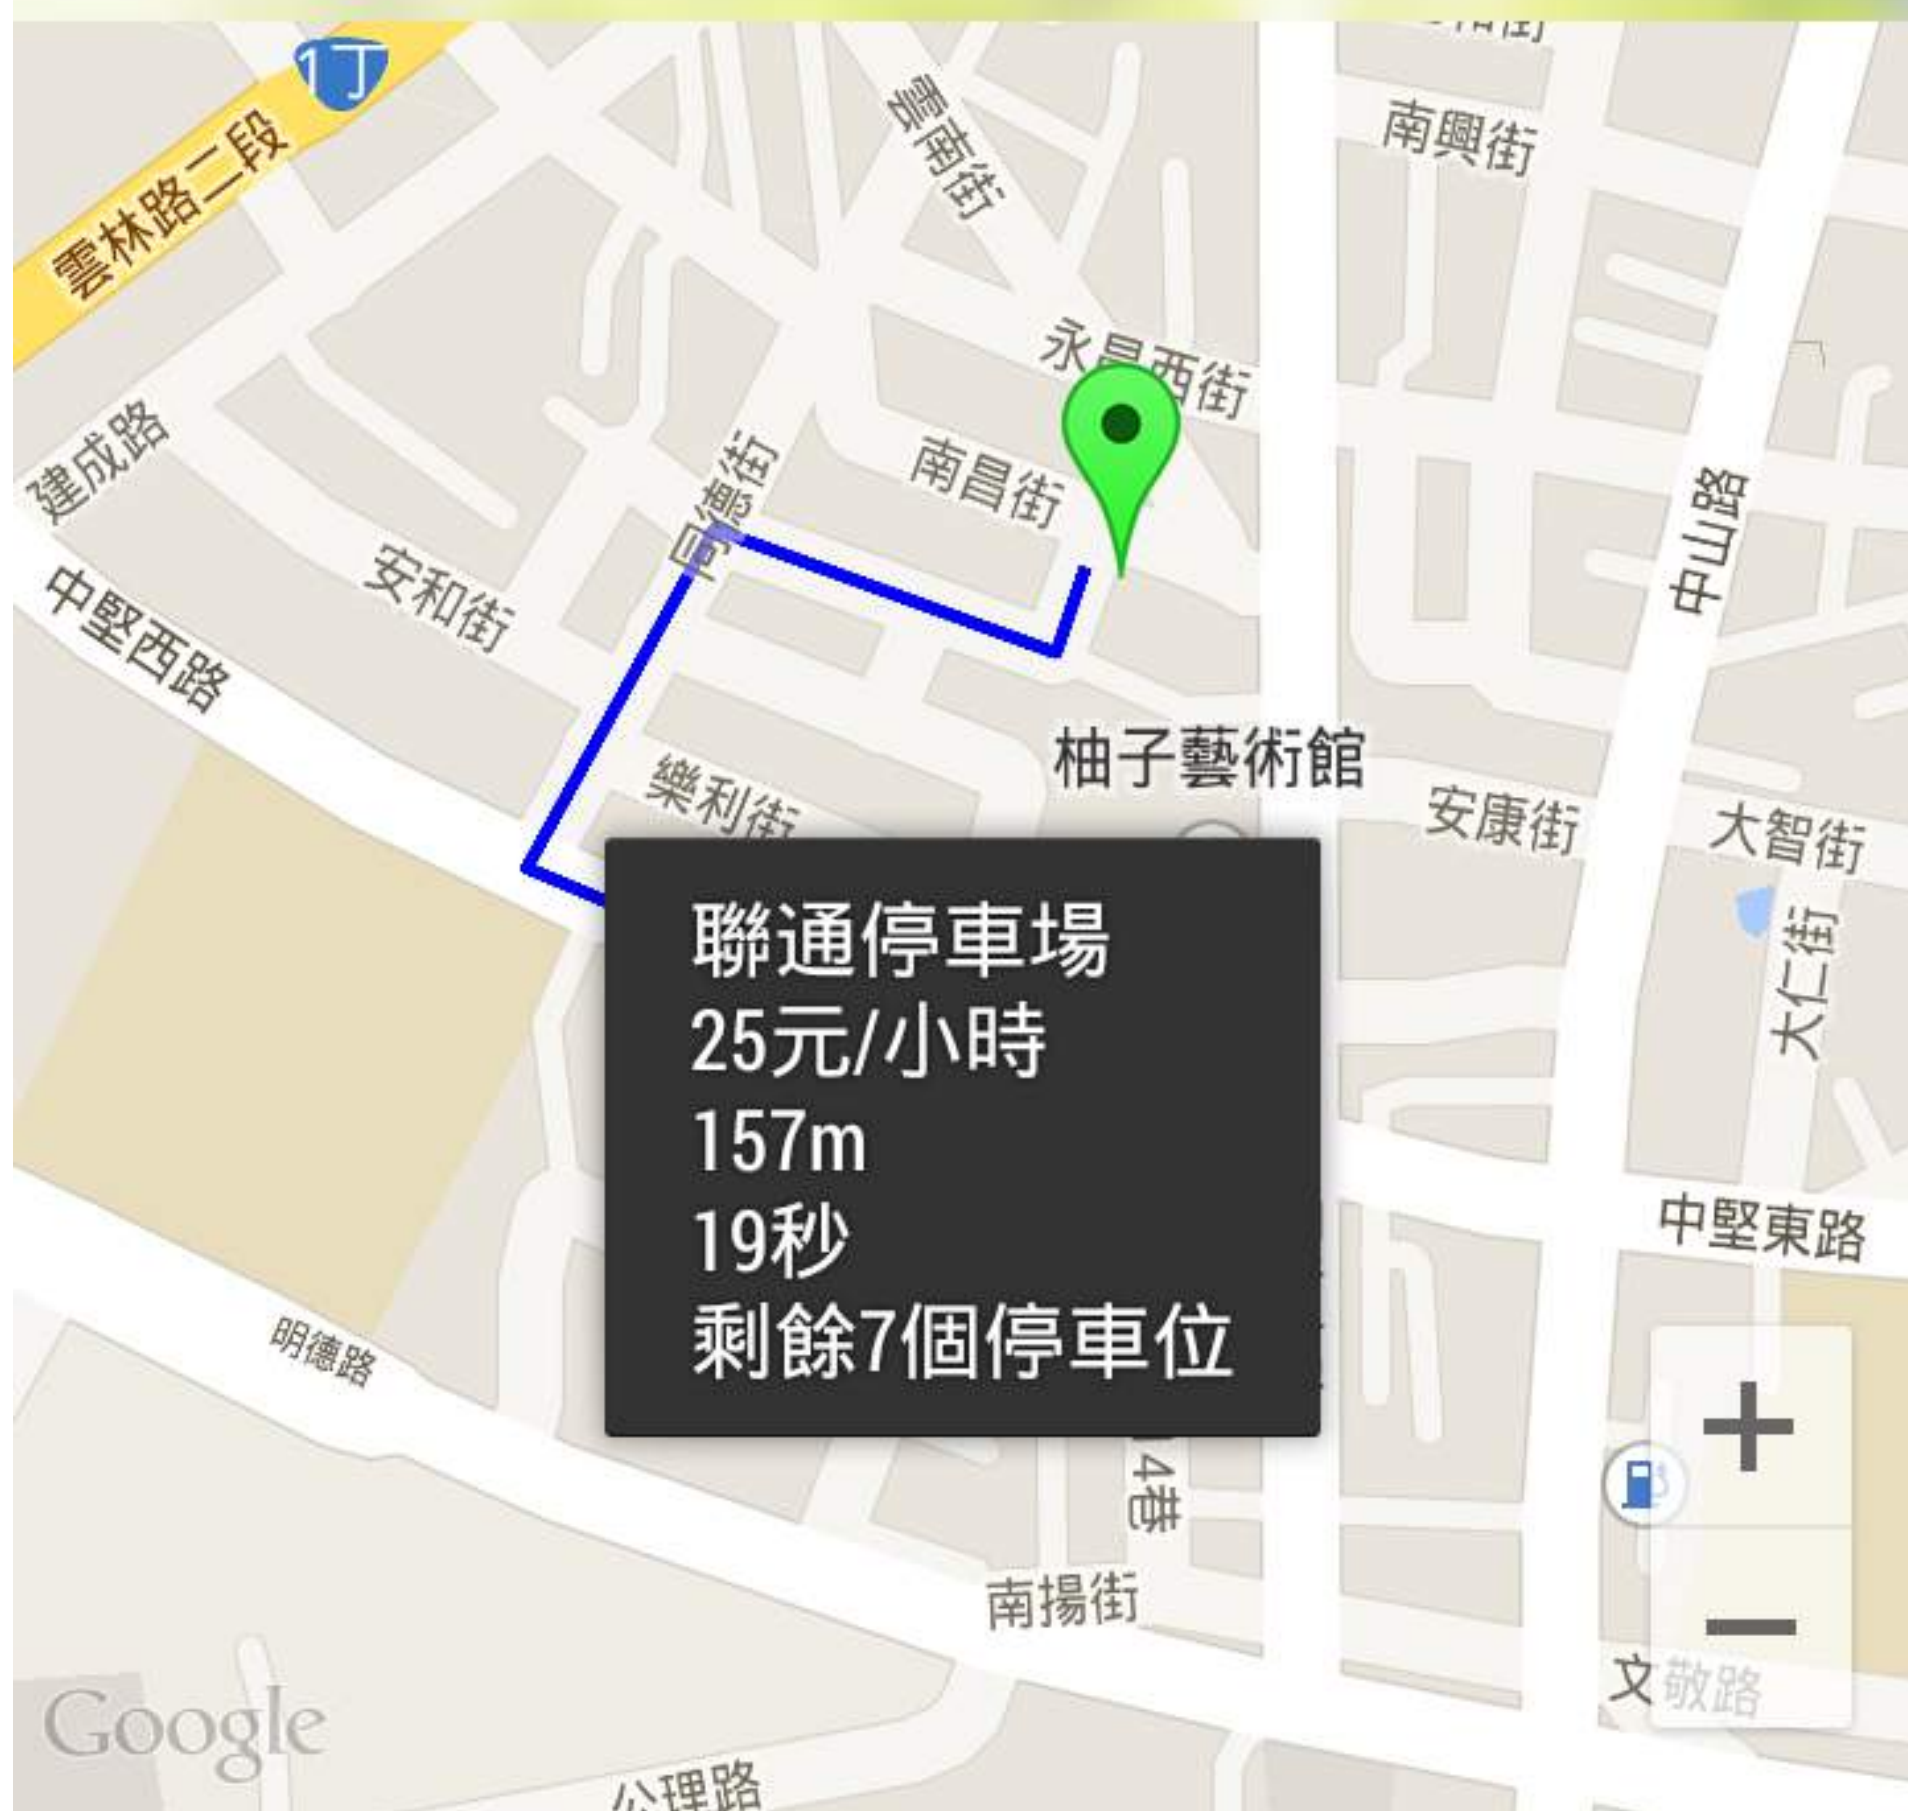 1丁
雲林路二段
雲南街
南興街
永昌西街
建成路
同德街
南昌街
中山路
安和街
中堅西路
柚子藝術館
樂利街
安康街
大智街
大仁街
聯通停車場
25元/小時
157m
19秒
剩餘7個停車位
中堅東路
明德路
4巷
南揚街
文敬路
Google
公理路